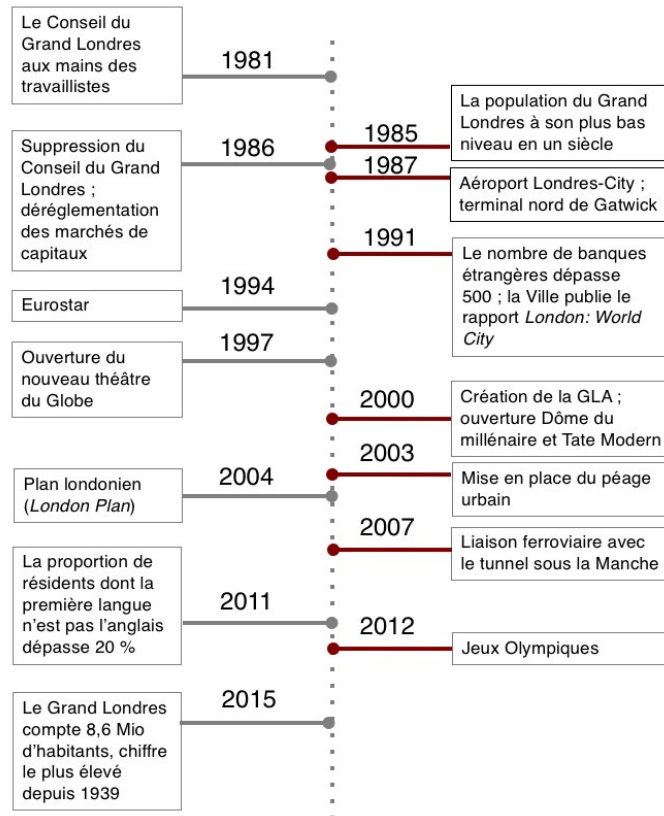 Le Conseil du
Grand Londres
aux mains des
travaillistes
1981
1985
La population du Grand
Londres à son plus bas
niveau en un siècle
1986
Suppression du
Conseil du Grand
Londres ;
déréglementation
des marchés de
capitaux
1987
Aéroport Londres-City ;
terminal nord de Gatwick
1991
Le nombre de banques
étrangères dépasse
500 ; la Ville publie le
rapport London: World
City
1994
Eurostar
1997
Ouverture du
nouveau théâtre
du Globe
2000
Création de la GLA ;
ouverture Dôme du
millénaire et Tate Modern
2003
Mise en place du péage
urbain
2004
Plan londonien
(London Plan)
2007
Liaison ferroviaire avec
le tunnel sous la Manche
2011
La proportion de
résidents dont la
première langue
n'est pas l'anglais
dépasse 20 %
2012
Jeux Olympiques
2015
Le Grand Londres
compte 8,6 Mio
d'habitants, chiffre
le plus élevé
depuis 1939